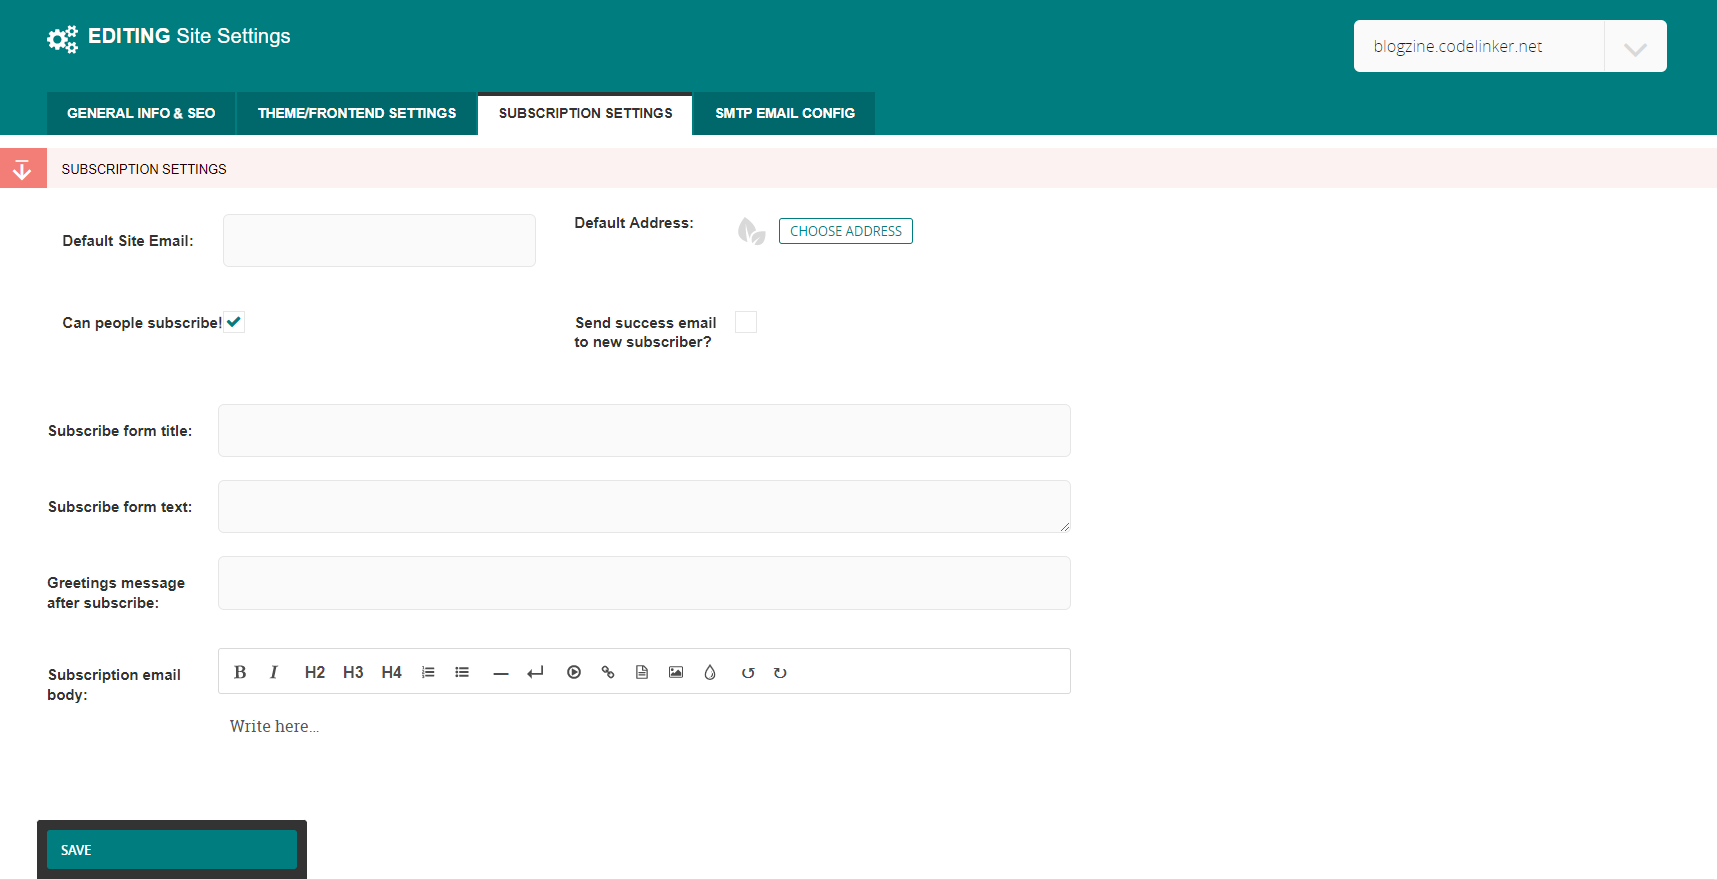 EDITING Site Settings
blogzine.codelinker.net
GENERAL INFO & SEO
THEME/FRONTEND SETTINGS
SUBSCRIPTION SETTINGS
SMTP EMAIL CONFIG
SUBSCRIPTION SETTINGS
Default Site Email:
Default Address:
CHOOSE ADDRESS
Can people subscribe!
Send success email
to new subscriber?
Subscribe form title:
Subscribe form text:
Greetings message
after subscribe:
Subscription email
body:
B I H2 H3 H4
Write here...
SAVE